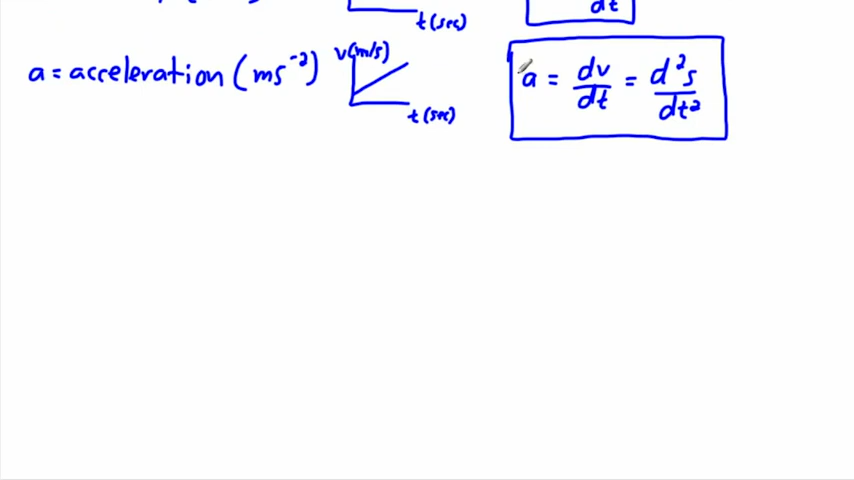 t (sec)
dt
a = acceleration (ms⁻²)
v(m/s)
t (sec)
a = dv/dt = d²s/dt²